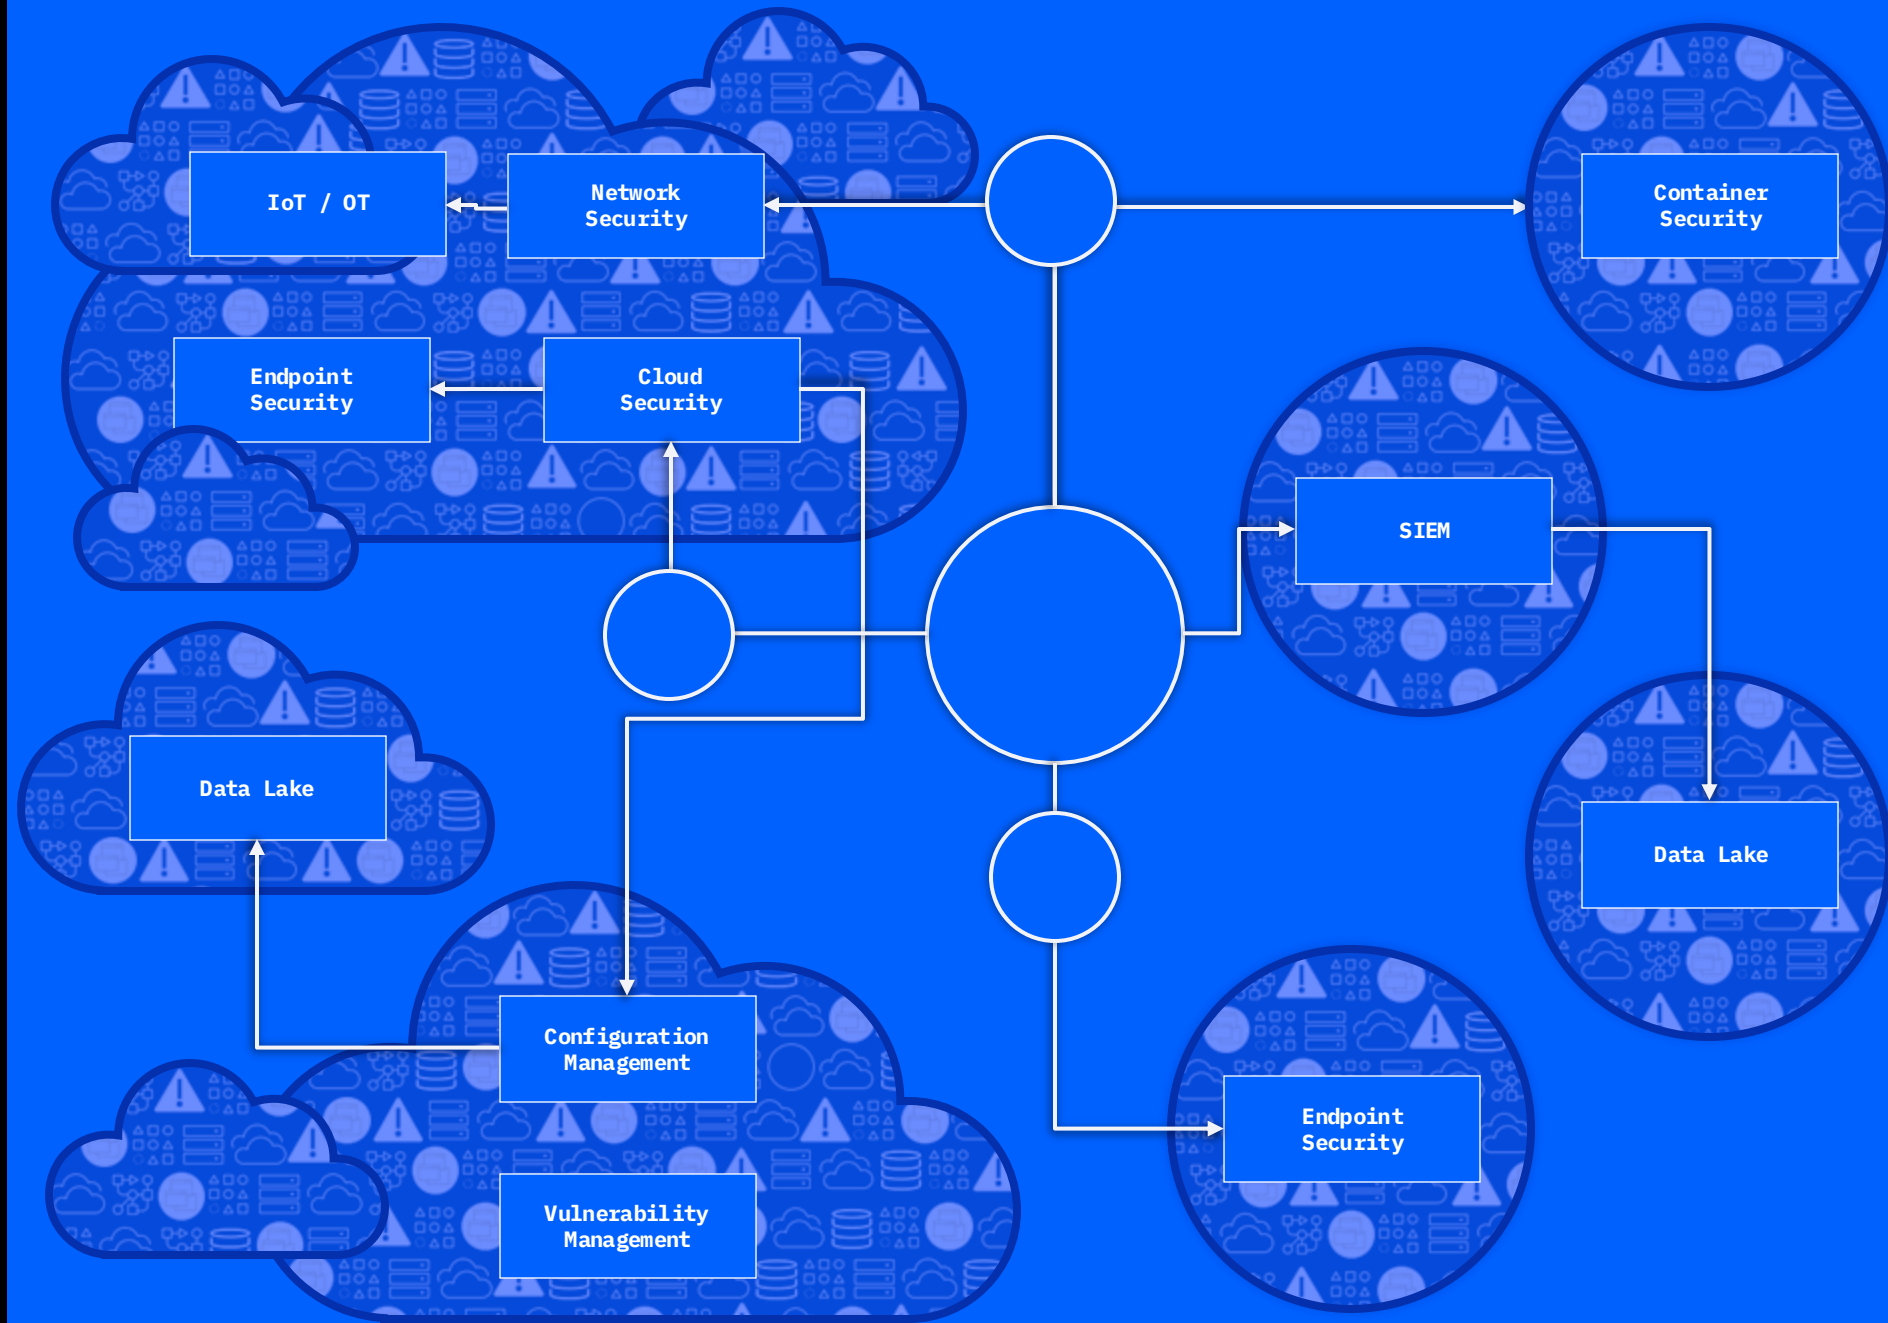 IoT / OT
Network
Security
Container
Security
Endpoint
Security
Cloud
Security
SIEM
Data Lake
Data Lake
Configuration
Management
Endpoint
Security
Vulnerability
Management